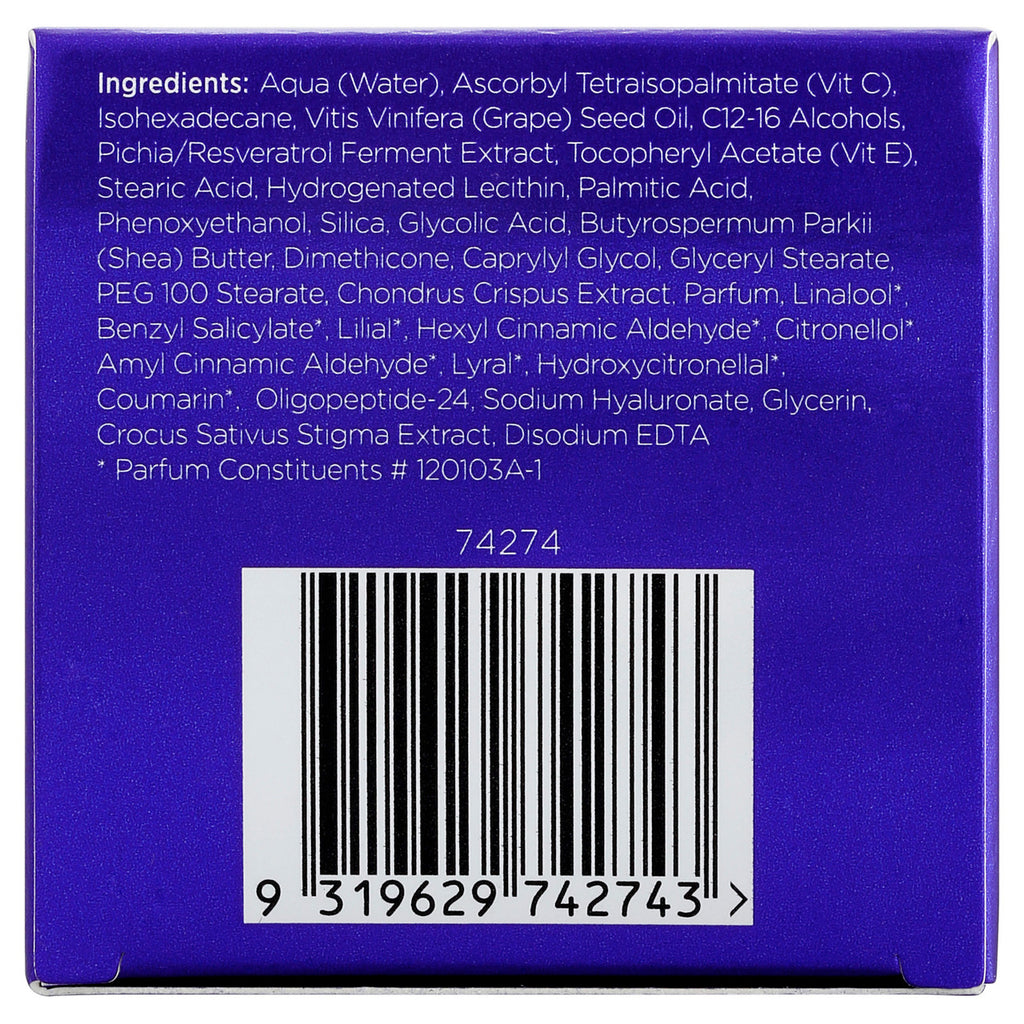 Ingredients: Aqua (Water), Ascorbyl Tetraisopalmitate (Vit C),
Isohexadecane, Vitis Vinifera (Grape) Seed Oil, C12-16 Alcohols,
Pichia/Resveratrol Ferment Extract, Tocopheryl Acetate (Vit E),
Stearic Acid, Hydrogenated Lecithin, Palmitic Acid,
Phenoxyethanol, Silica, Glycolic Acid, Butyrospermum Parkii
(Shea) Butter, Dimethicone, Caprylyl Glycol, Glyceryl Stearate,
PEG 100 Stearate, Chondrus Crispus Extract, Parfum, Linalool*,
Benzyl Salicylate*, Lilial*, Hexyl Cinnamic Aldehyde*, Citronellol*,
Amyl Cinnamic Aldehyde*, Lyral*, Hydroxycitronellal*,
Coumarin*, Oligopeptide-24, Sodium Hyaluronate, Glycerin,
Crocus Sativus Stigma Extract, Disodium EDTA
* Parfum Constituents # 120103A-1
74274
9 319629 742743 >